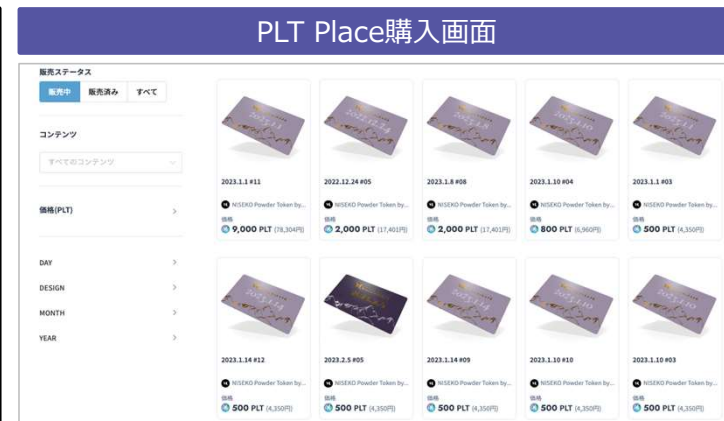 PLT Place購入画面
販売ステータス
販売中 販売済み すべて
コンテンツ
すべてのコンテンツ
価格(PLT)
DAY
DESIGN
MONTH
YEAR
2023.1.1 #11
NISEKO Powder Token by...
価格
9,000 PLT (78,304円)
2022.12.24 #05
NISEKO Powder Token by...
価格
2,000 PLT (17,401円)
2023.1.8 #08
NISEKO Powder Token by...
価格
2,000 PLT (17,401円)
2023.1.10 #04
NISEKO Powder Token by...
価格
800 PLT (6,960円)
2023.1.1 #03
NISEKO Powder Token by...
価格
500 PLT (4,350円)
2023.1.14 #12
NISEKO Powder Token by...
価格
500 PLT (4,350円)
2023.2.5 #05
NISEKO Powder Token by...
価格
500 PLT (4,350円)
2023.1.14 #09
NISEKO Powder Token by...
価格
500 PLT (4,350円)
2023.1.10 #10
NISEKO Powder Token by...
価格
500 PLT (4,350円)
2023.1.10 #03
NISEKO Powder Token by...
価格
500 PLT (4,350円)